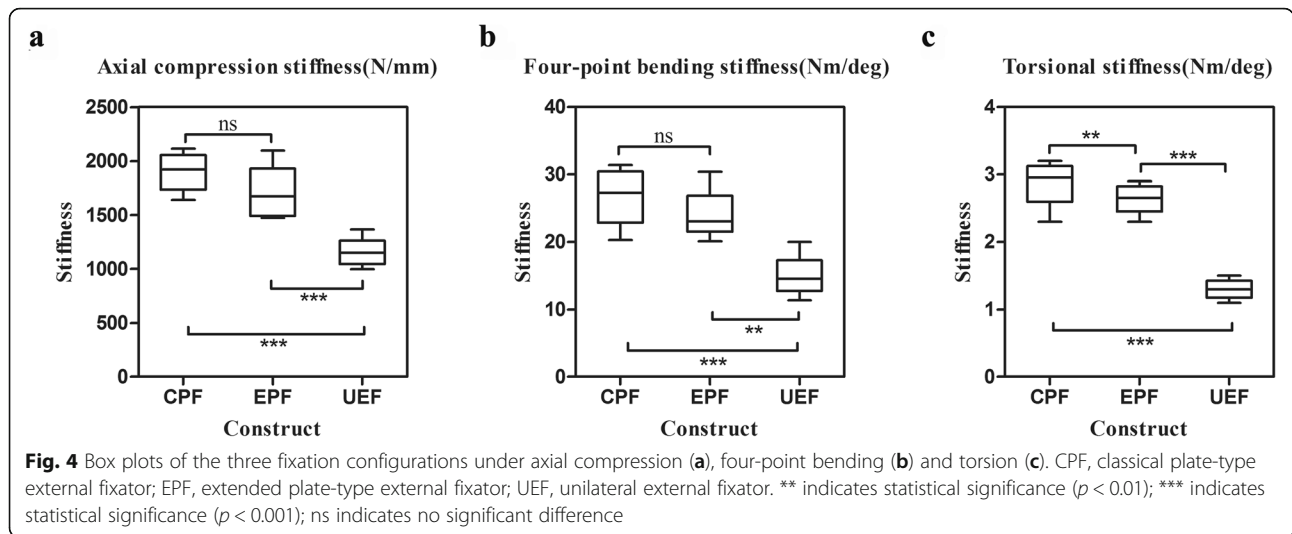 a
Axial compression stiffness(N/mm)
2500
2000
1500
1000
500
0
Stiffness
ns
***
***
CPF EPF UEF
Construct
b
Four-point bending stiffness(Nm/deg)
40
30
20
10
0
Stiffness
ns
**
***
CPF EPF UEF
Construct
c
Torsional stiffness(Nm/deg)
4
3
2
1
0
Stiffness
**
***
***
CPF EPF UEF
Construct
Fig. 4 Box plots of the three fixation configurations under axial compression (a), four-point bending (b) and torsion (c). CPF, classical plate-type
external fixator; EPF, extended plate-type external fixator; UEF, unilateral external fixator. ** indicates statistical significance (p < 0.01); *** indicates
statistical significance (p < 0.001); ns indicates no significant difference